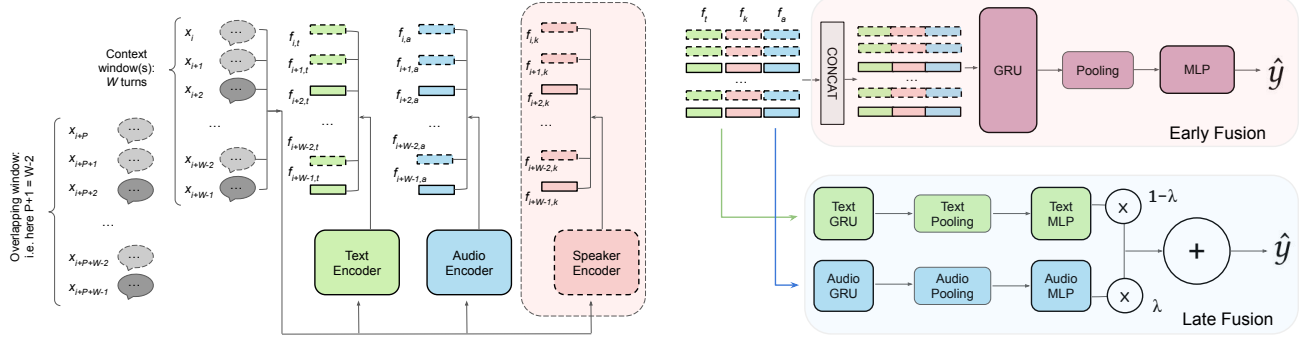 Context
window(s):
W turns
x_i
x_{i+1}
x_{i+2}
...
x_{i+W-2}
x_{i+W-1}
Overlapping window:
i.e. here P+1 = W-2
x_{i+P}
x_{i+P+1}
x_{i+P+2}
...
x_{i+P+W-2}
x_{i+P+W-1}
f_{i,t}
f_{i+1,t}
f_{i+2,t}
...
f_{i+W-2,t}
f_{i+W-1,t}
Text
Encoder
f_{i,a}
f_{i+1,a}
f_{i+2,a}
...
f_{i+W-2,a}
f_{i+W-1,a}
Audio
Encoder
f_{i,k}
f_{i+1,k}
f_{i+2,k}
...
f_{i+W-2,k}
f_{i+W-1,k}
Speaker
Encoder
f_t f_k f_a
...
CONCAT
...
GRU
Pooling
MLP
ŷ
Early Fusion
Text
GRU
Text
Pooling
Text
MLP
x
1−λ
Audio
GRU
Audio
Pooling
Audio
MLP
x
λ
+
ŷ
Late Fusion